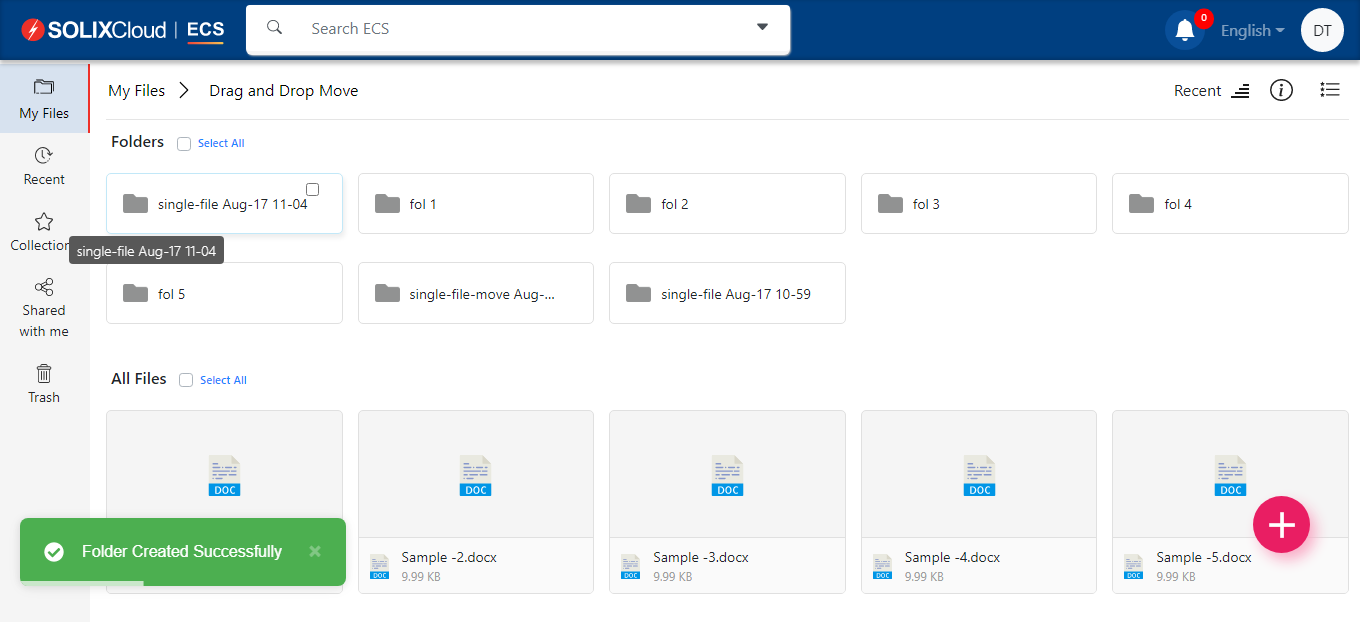 SOLIXCloud | ECS
Search ECS
0
English
DT
My Files
Recent
Collection
Shared
with me
Trash
My Files
Drag and Drop Move
Recent
Folders
Select All
single-file Aug-17 11-04
fol 1
fol 2
fol 3
fol 4
single-file Aug-17 11-04
fol 5
single-file-move Aug-...
single-file Aug-17 10-59
All Files
Select All
DOC
DOC
DOC
DOC
DOC
Folder Created Successfully
DOC
Sample -2.docx
9.99 KB
DOC
Sample -3.docx
9.99 KB
DOC
Sample -4.docx
9.99 KB
DOC
Sample -5.docx
9.99 KB